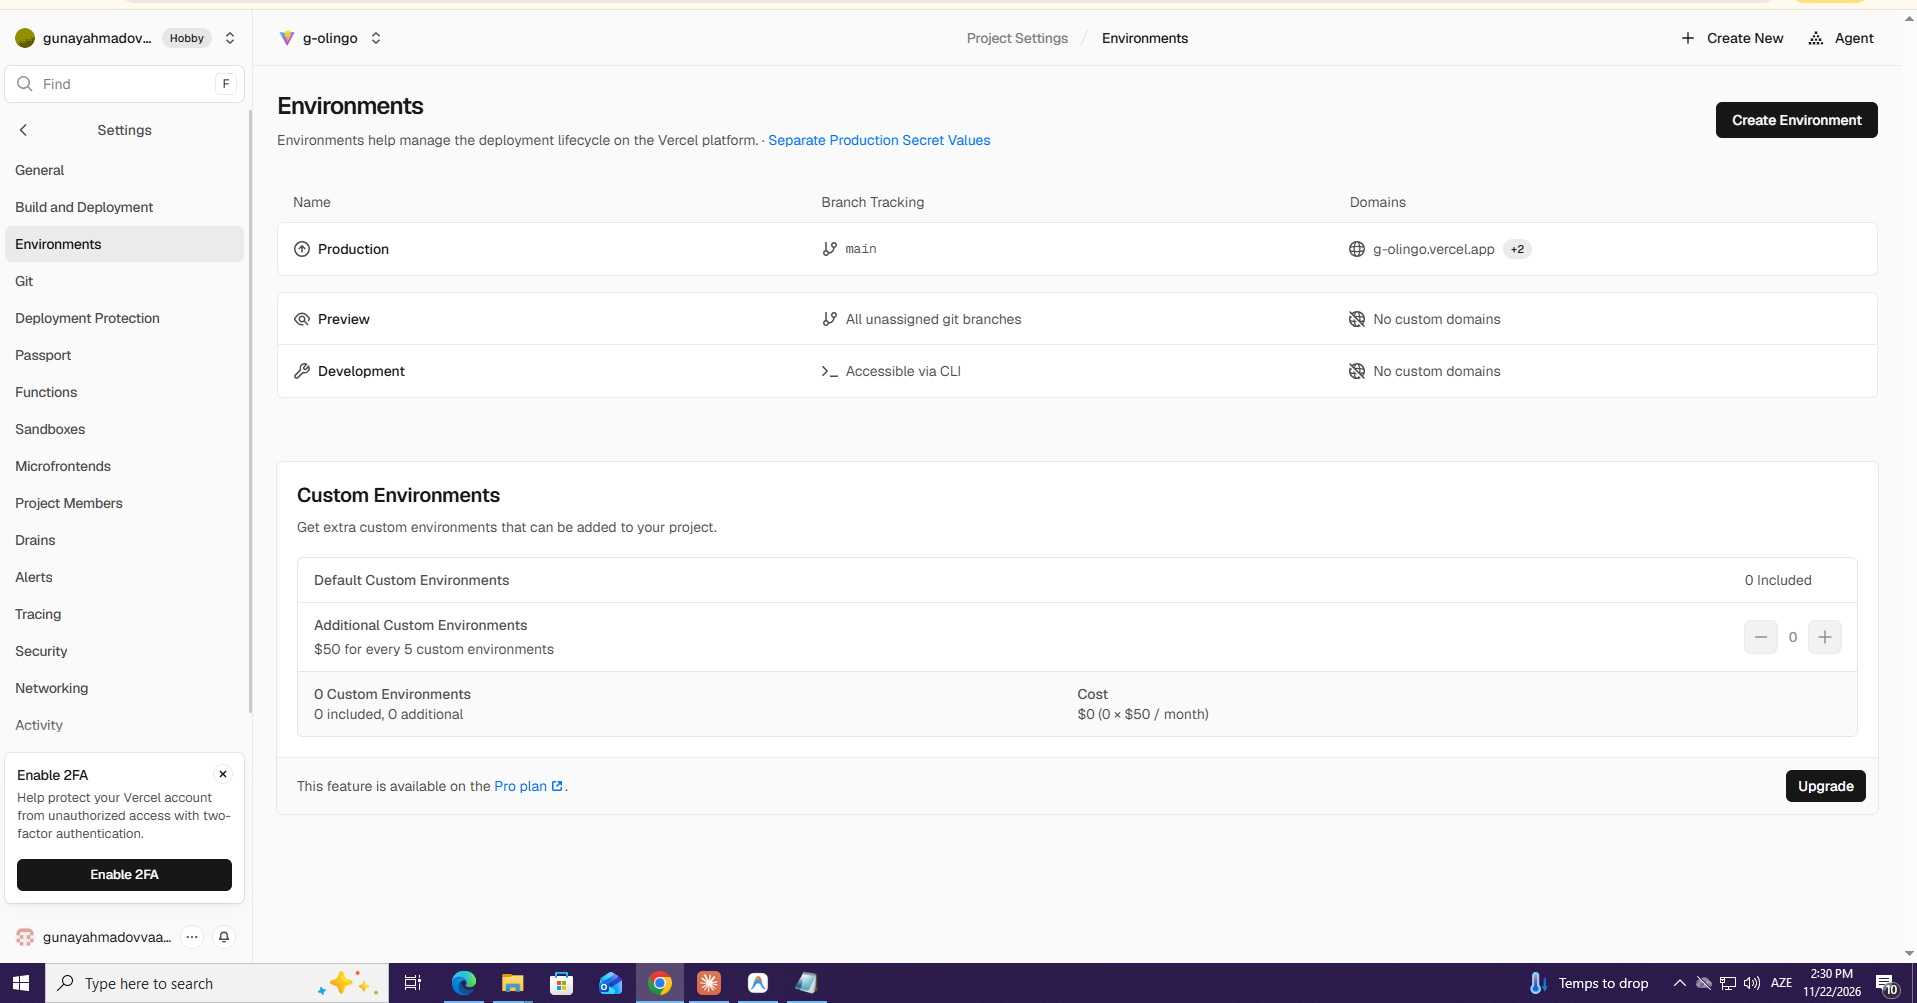 gunayahmadov... Hobby
g-olingo
Project Settings / Environments
Create New
Agent
Find F
Settings
General
Build and Deployment
Environments
Git
Deployment Protection
Passport
Functions
Sandboxes
Microfrontends
Project Members
Drains
Alerts
Tracing
Security
Networking
Activity
Enable 2FA
Help protect your Vercel account
from unauthorized access with two-
factor authentication.
Enable 2FA
gunayahmadovvaa...
Environments
Environments help manage the deployment lifecycle on the Vercel platform. · Separate Production Secret Values
Create Environment
Name Branch Tracking Domains
Production main g-olingo.vercel.app +2
Preview All unassigned git branches No custom domains
Development Accessible via CLI No custom domains
Custom Environments
Get extra custom environments that can be added to your project.
Default Custom Environments 0 Included
Additional Custom Environments
$50 for every 5 custom environments
0
0 Custom Environments Cost
0 included, 0 additional $0 (0 × $50 / month)
This feature is available on the Pro plan.
Upgrade
Type here to search
Temps to drop
AZE
2:30 PM
11/22/2026
10